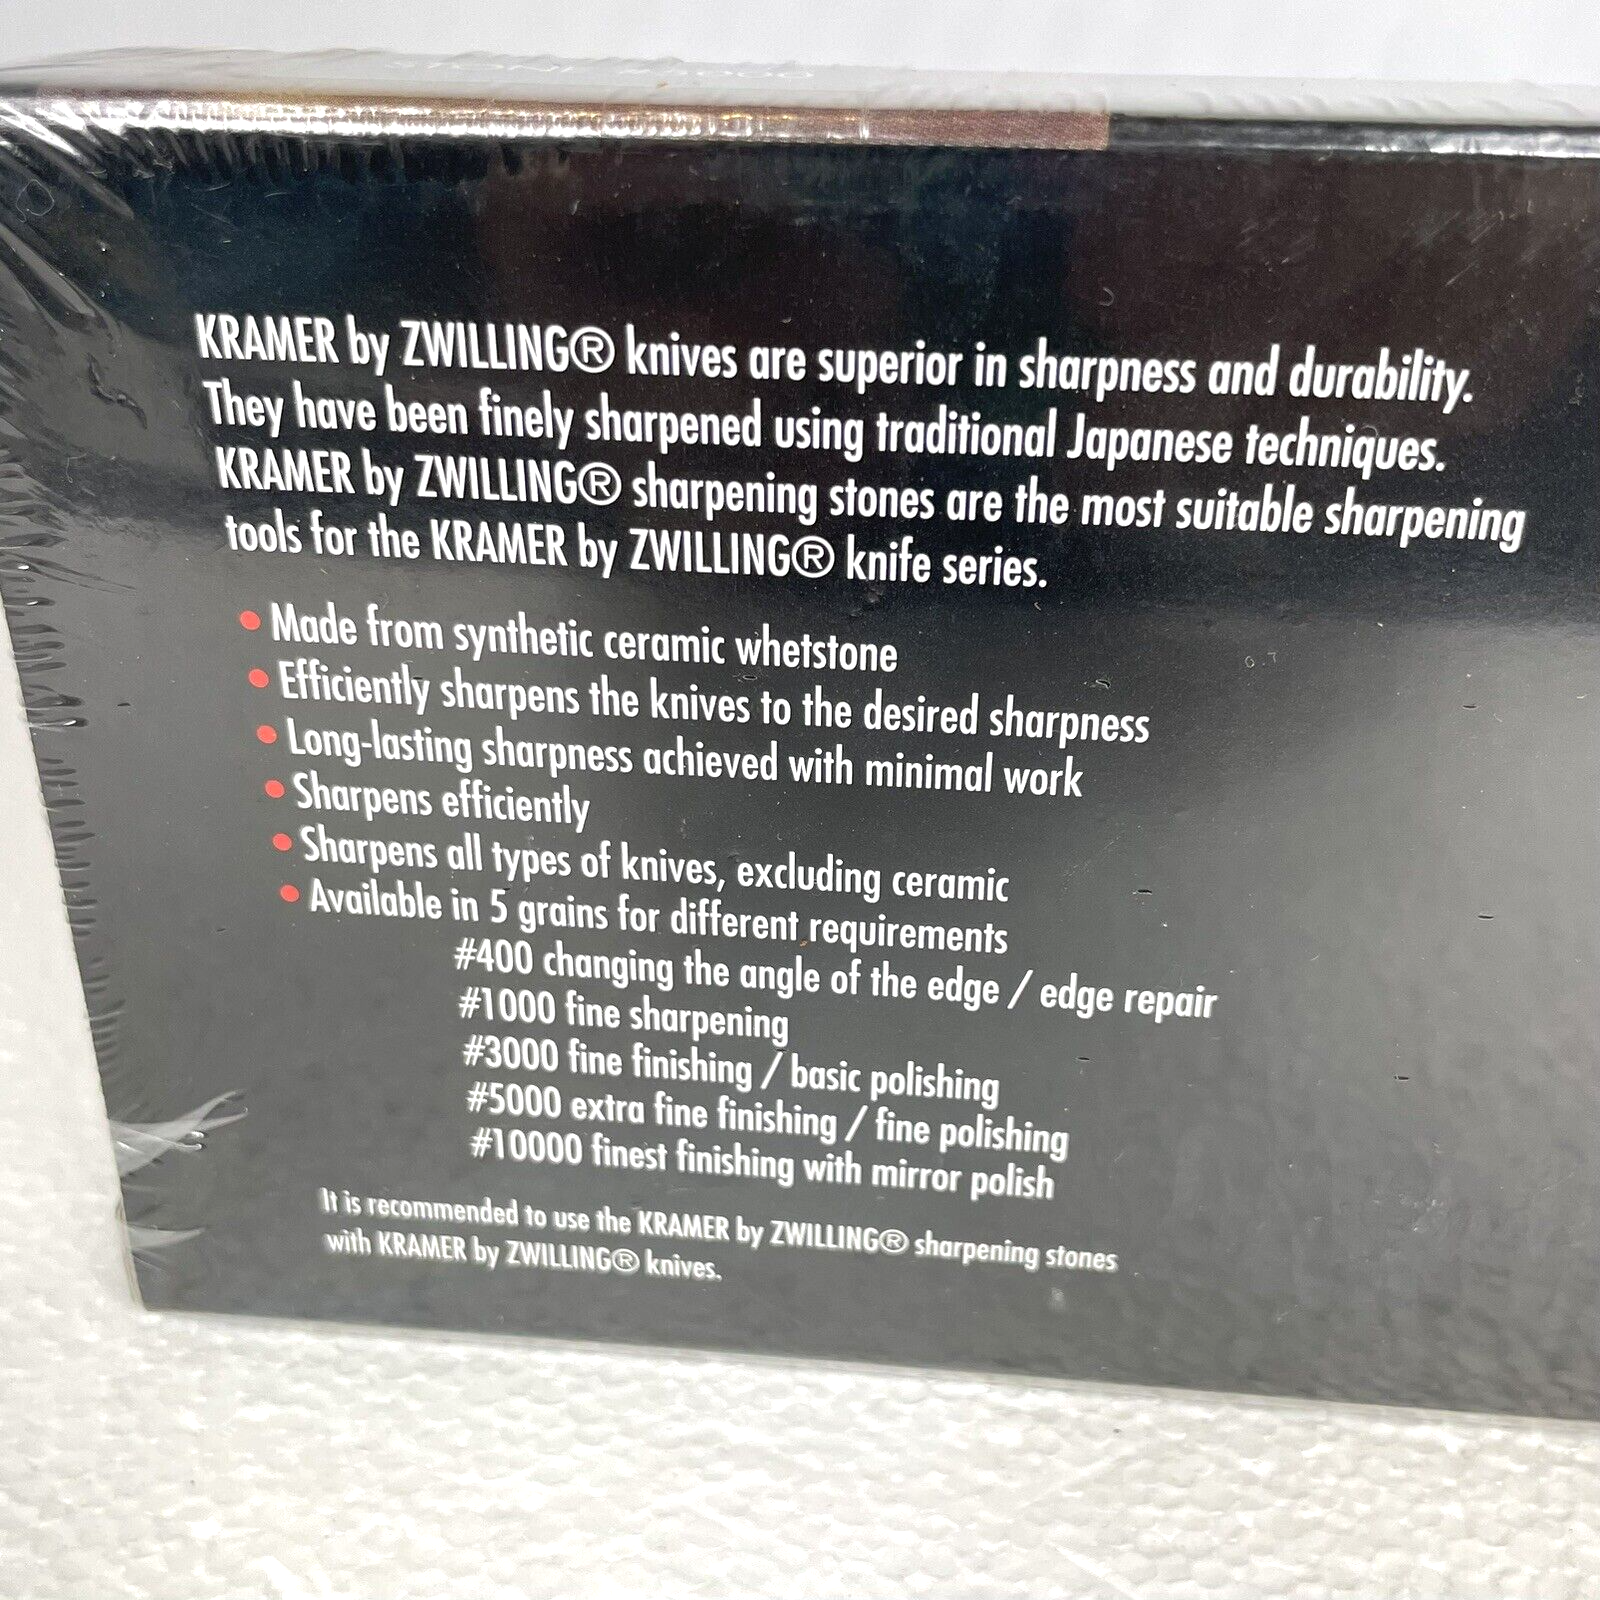 KRAMER by ZWILLING® knives are superior in sharpness and durability.
They have been finely sharpened using traditional Japanese techniques.
KRAMER by ZWILLING® sharpening stones are the most suitable sharpening
tools for the KRAMER by ZWILLING® knife series.
• Made from synthetic ceramic whetstone
• Efficiently sharpens the knives to the desired sharpness
• Long-lasting sharpness achieved with minimal work
• Sharpens efficiently
• Sharpens all types of knives, excluding ceramic
• Available in 5 grains for different requirements
#400 changing the angle of the edge / edge repair
#1000 fine sharpening
#3000 fine finishing / basic polishing
#5000 extra fine finishing / fine polishing
#10000 finest finishing with mirror polish
It is recommended to use the KRAMER by ZWILLING® sharpening stones
with KRAMER by ZWILLING® knives.